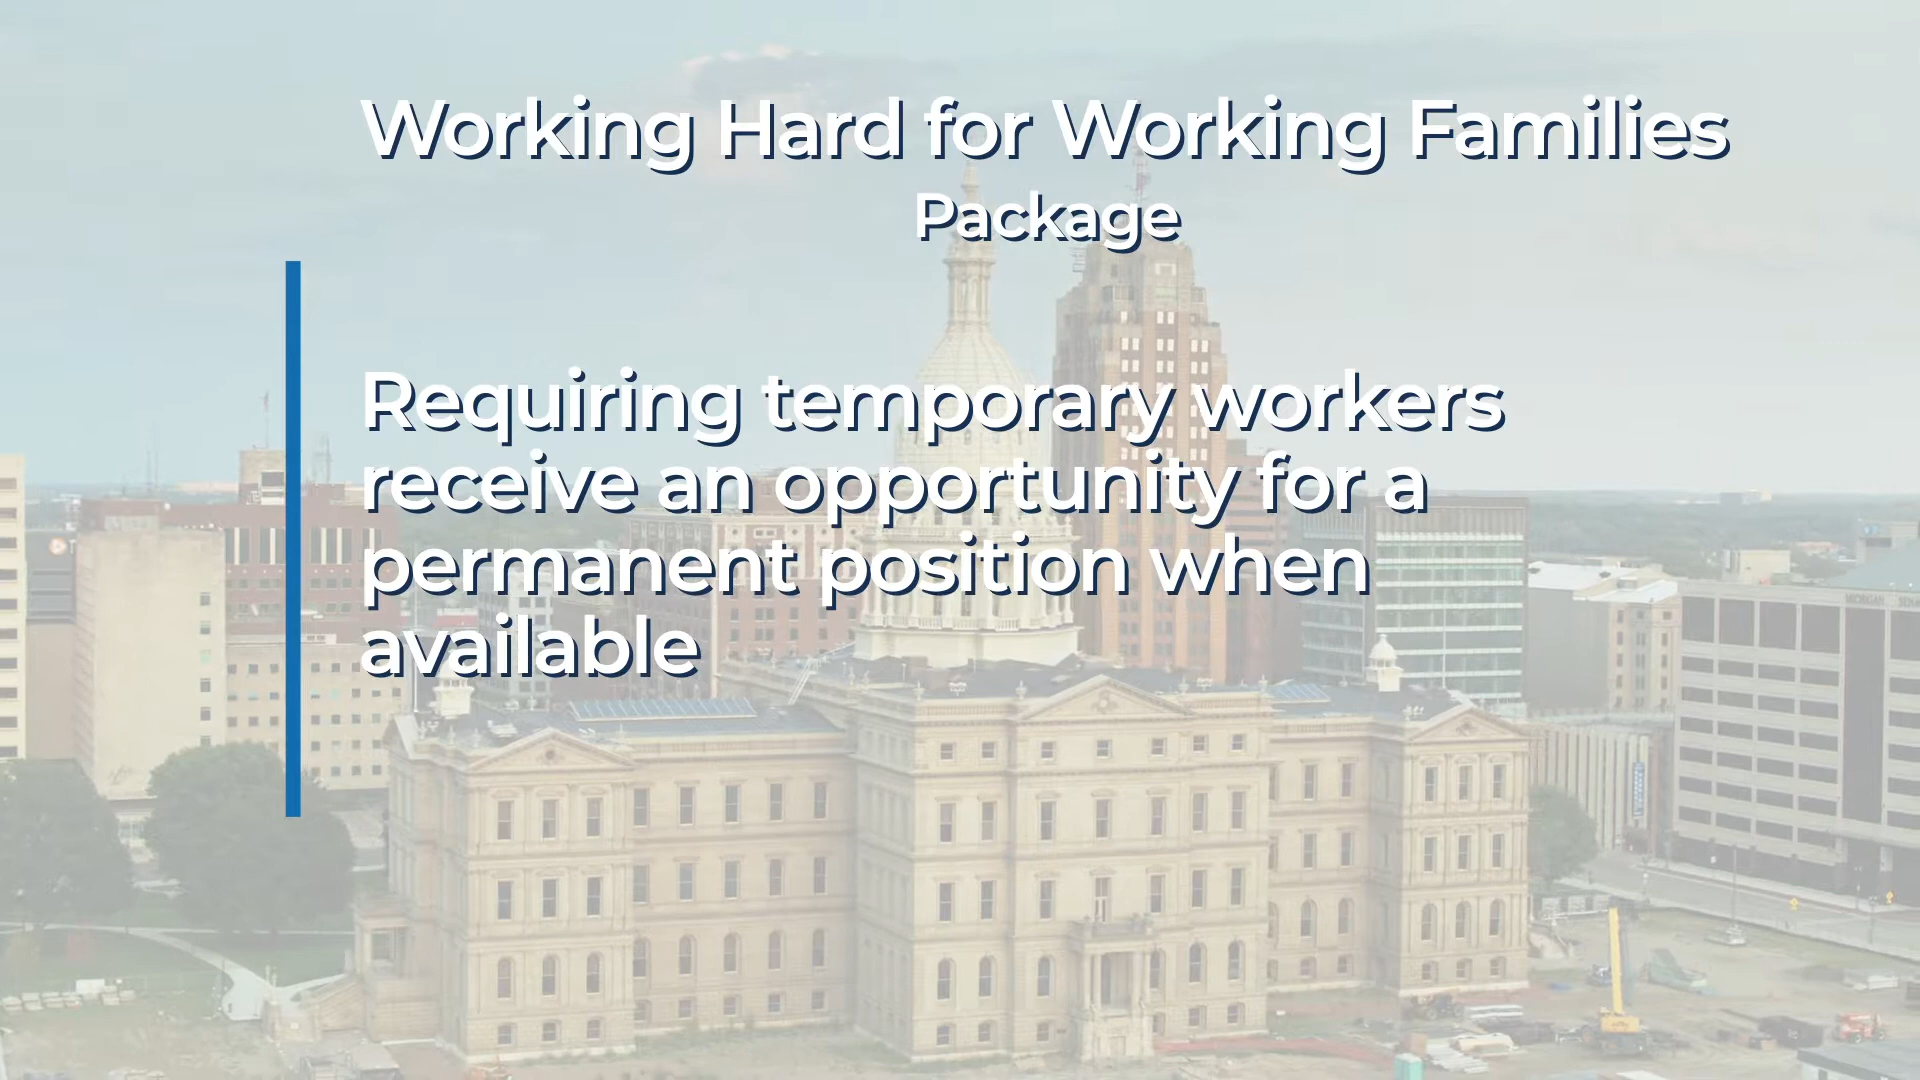 Working Hard for Working Families
Package
Requiring temporary workers
receive an opportunity for a
permanent position when
available